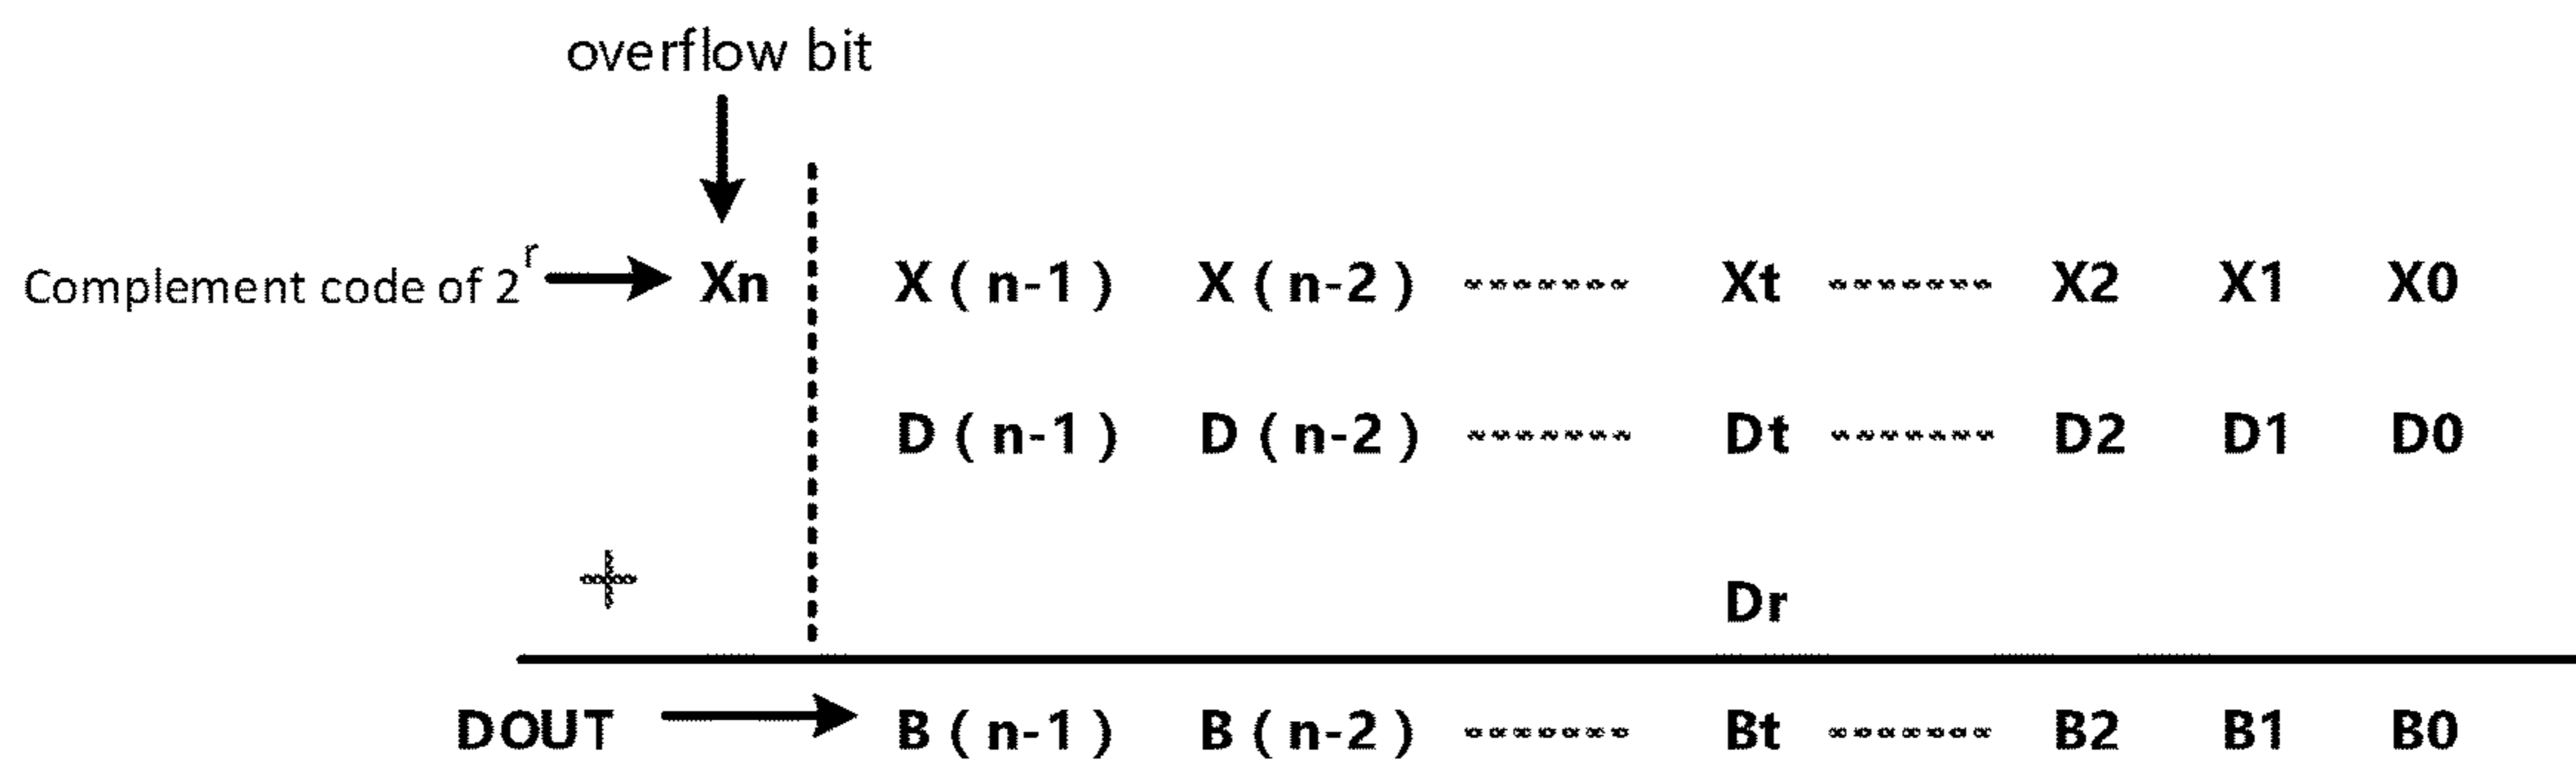 overflow bit
Complement code of 2^r Xn X ( n-1 ) X ( n-2 ) ------- Xt ------- X2 X1 X0
D ( n-1 ) D ( n-2 ) ------- Dt ------- D2 D1 D0
+ Dr
DOUT B ( n-1 ) B ( n-2 ) ------- Bt ------- B2 B1 B0